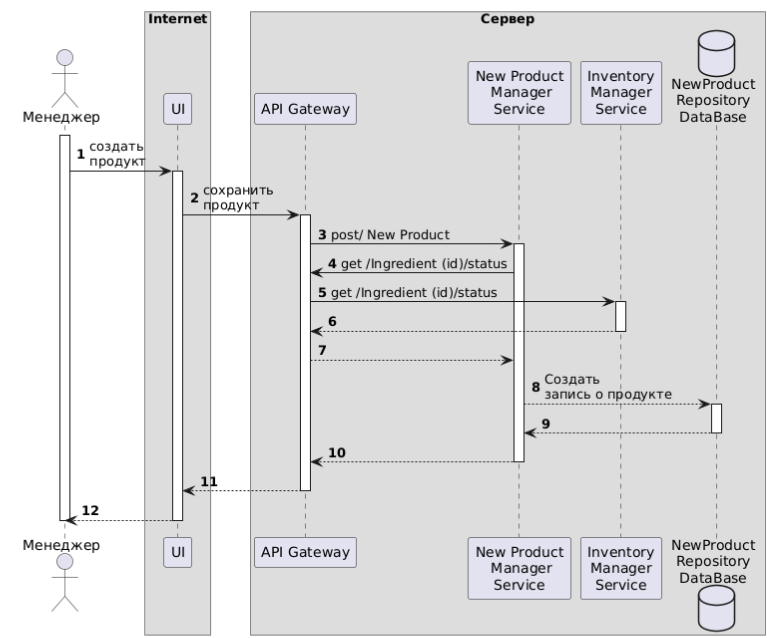 Internet
Сервер
Менеджер
UI
API Gateway
New Product
Manager
Service
Inventory
Manager
Service
NewProduct
Repository
DataBase
1 создать
продукт
2 сохранить
продукт
3 post/ New Product
4 get /Ingredient (id)/status
5 get /Ingredient (id)/status
6
7
8 Создать
запись о продукте
9
10
11
12
Менеджер
UI
API Gateway
New Product
Manager
Service
Inventory
Manager
Service
NewProduct
Repository
DataBase